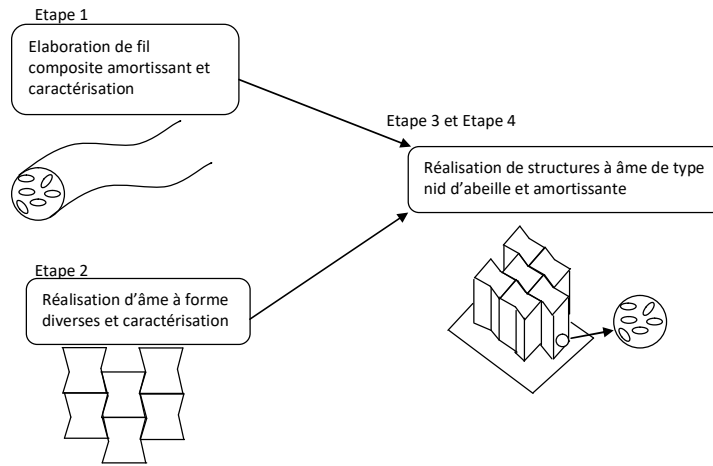 Etape 1
Elaboration de fil
composite amortissant et
caractérisation
Etape 3 et Etape 4
Réalisation de structures à âme de type
nid d'abeille et amortissante
Etape 2
Réalisation d'âme à forme
diverses et caractérisation